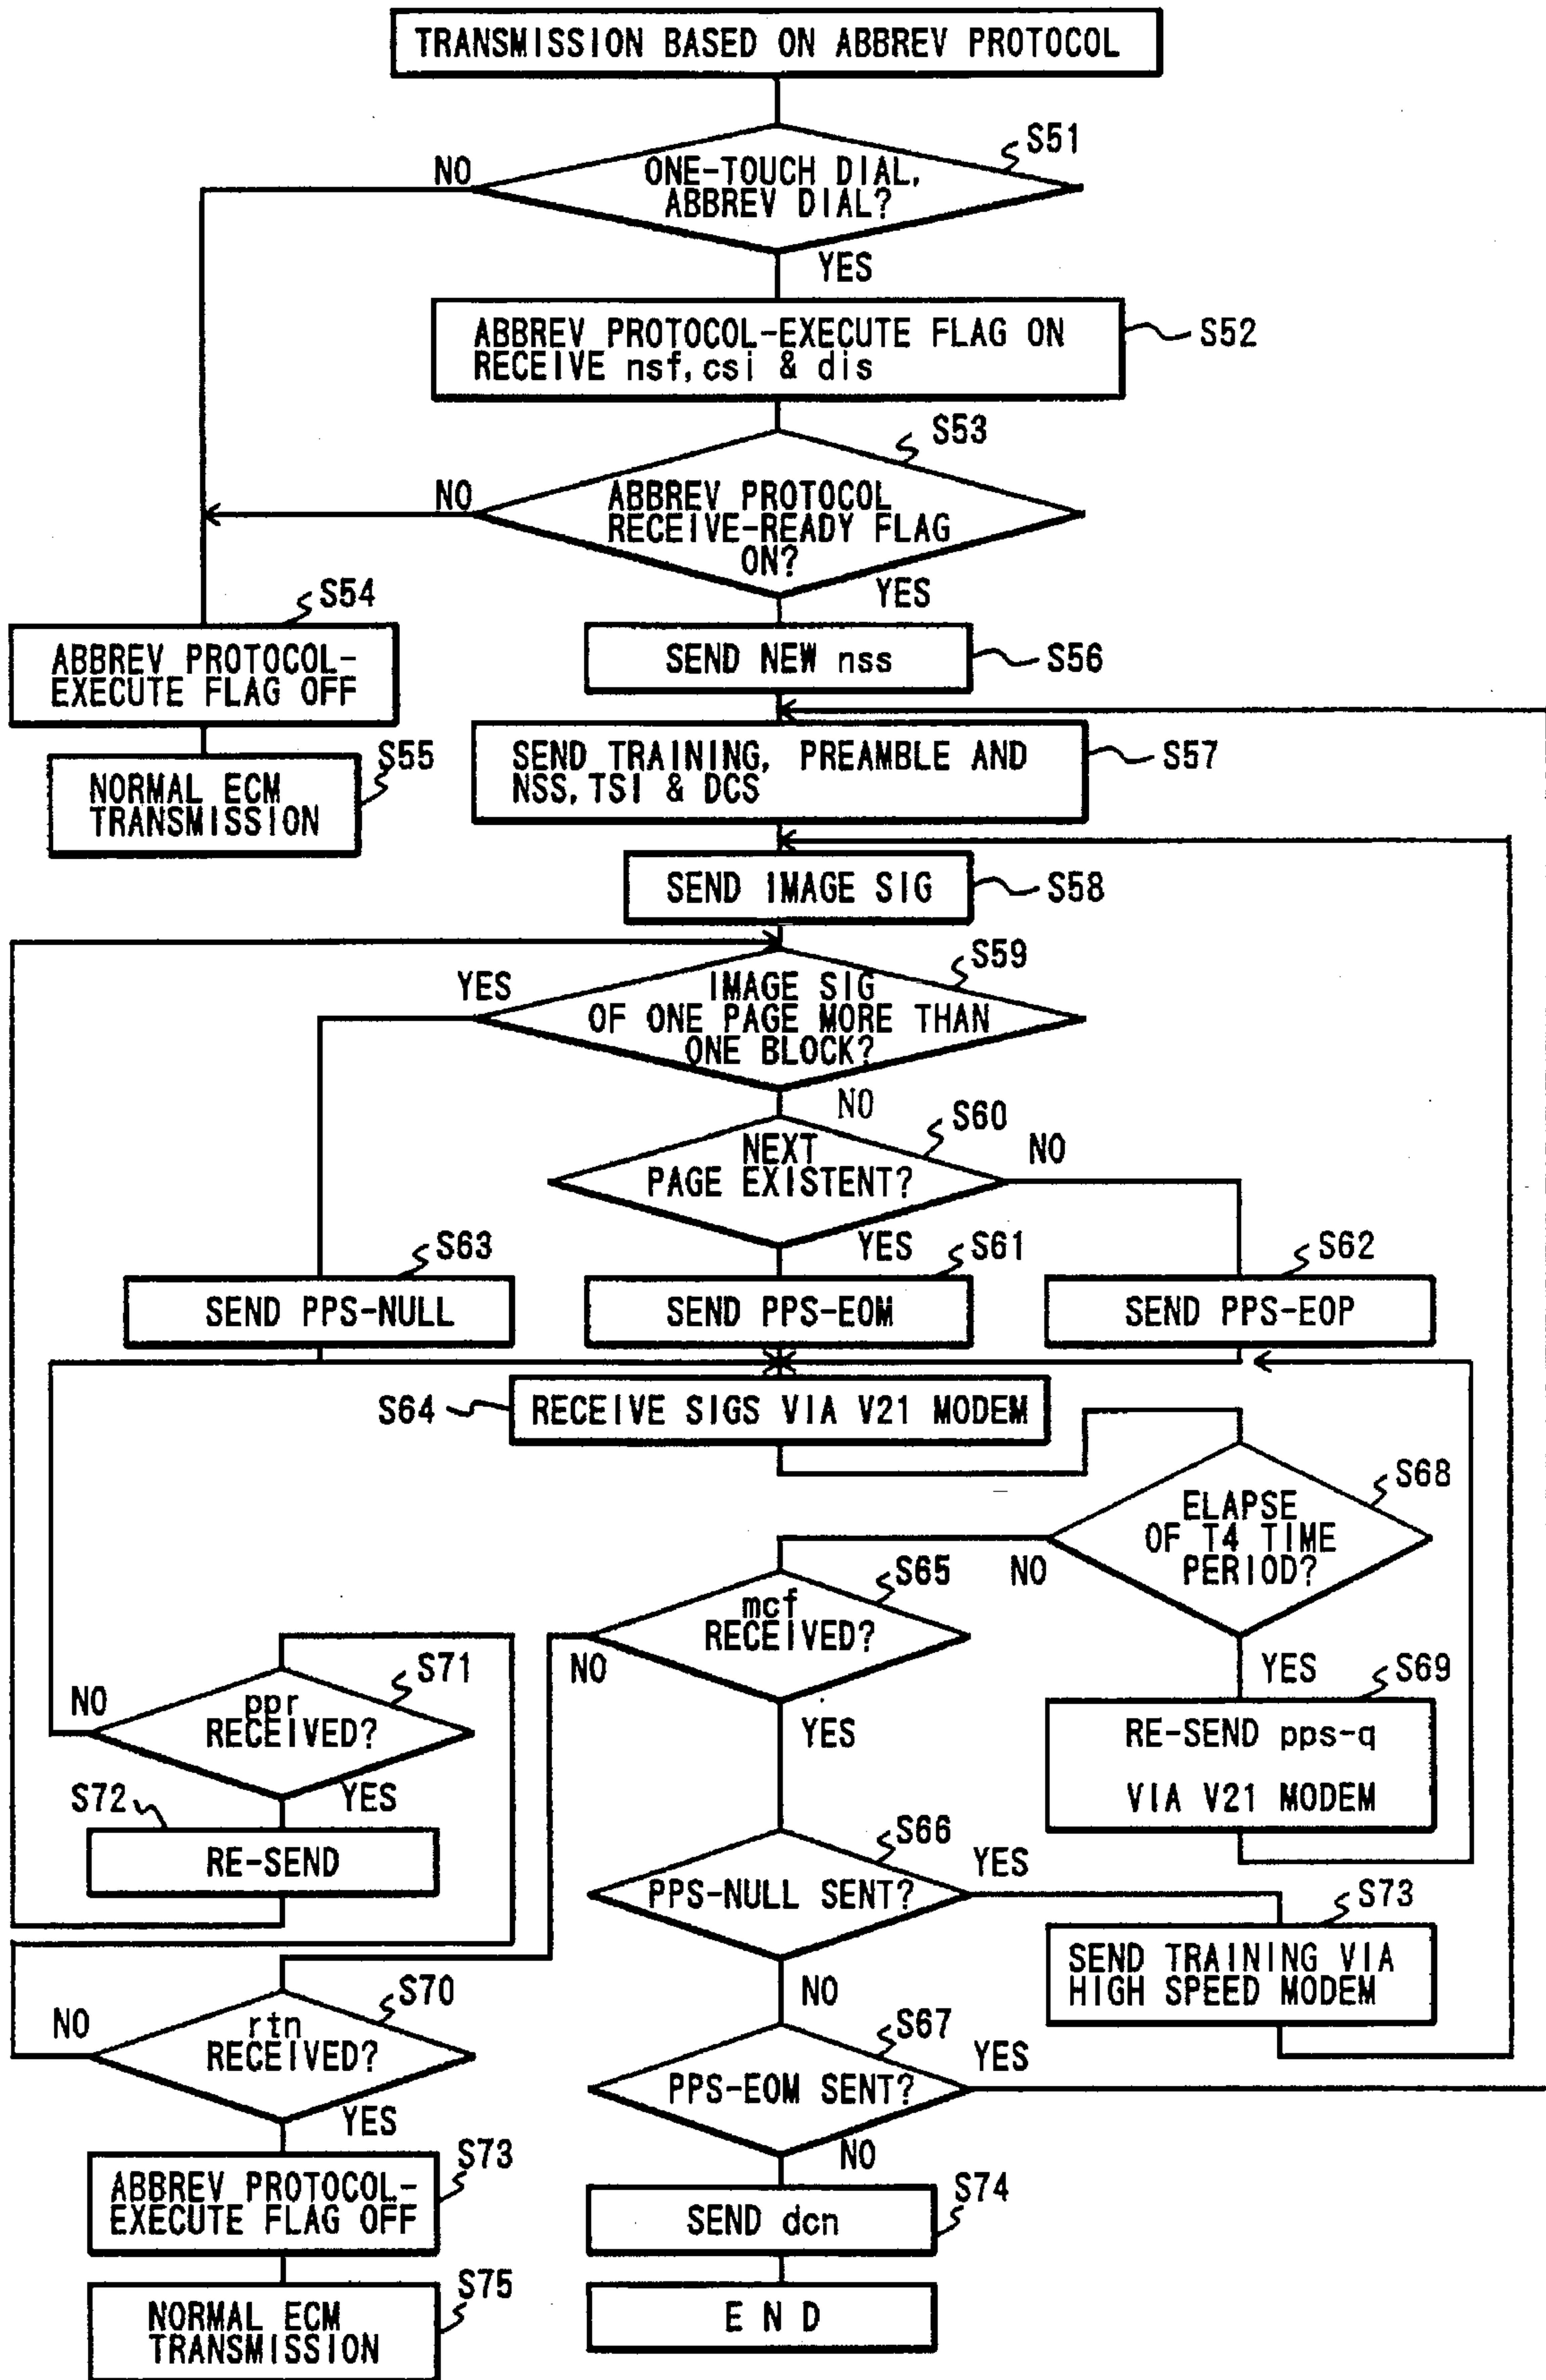 TRANSMISSION BASED ON ABBREV PROTOCOL
S51
NO
ONE-TOUCH DIAL,
ABBREV DIAL?
YES
ABBREV PROTOCOL-EXECUTE FLAG ON
RECEIVE nsf,csi & dis
S52
S53
NO
ABBREV PROTOCOL
RECEIVE-READY FLAG
ON?
YES
S54
ABBREV PROTOCOL-
EXECUTE FLAG OFF
SEND NEW nss
S56
S55
NORMAL ECM
TRANSMISSION
SEND TRAINING, PREAMBLE AND
NSS,TSI & DCS
S57
SEND IMAGE SIG
S58
S59
YES
IMAGE SIG
OF ONE PAGE MORE THAN
ONE BLOCK?
NO
S60
NEXT
PAGE EXISTENT?
NO
YES
S63
S61
S62
SEND PPS-NULL
SEND PPS-EOM
SEND PPS-EOP
S64
RECEIVE SIGS VIA V21 MODEM
S68
ELAPSE
OF T4 TIME
PERIOD?
NO
YES
S65
mcf
RECEIVED?
NO
YES
S71
NO
ppr
RECEIVED?
YES
S69
RE-SEND pps-q
VIA V21 MODEM
S72
RE-SEND
S66
PPS-NULL SENT?
YES
NO
S73
SEND TRAINING VIA
HIGH SPEED MODEM
S70
NO
rtn
RECEIVED?
YES
S67
PPS-EOM SENT?
YES
NO
S73
ABBREV PROTOCOL-
EXECUTE FLAG OFF
S74
SEND dcn
S75
NORMAL ECM
TRANSMISSION
END